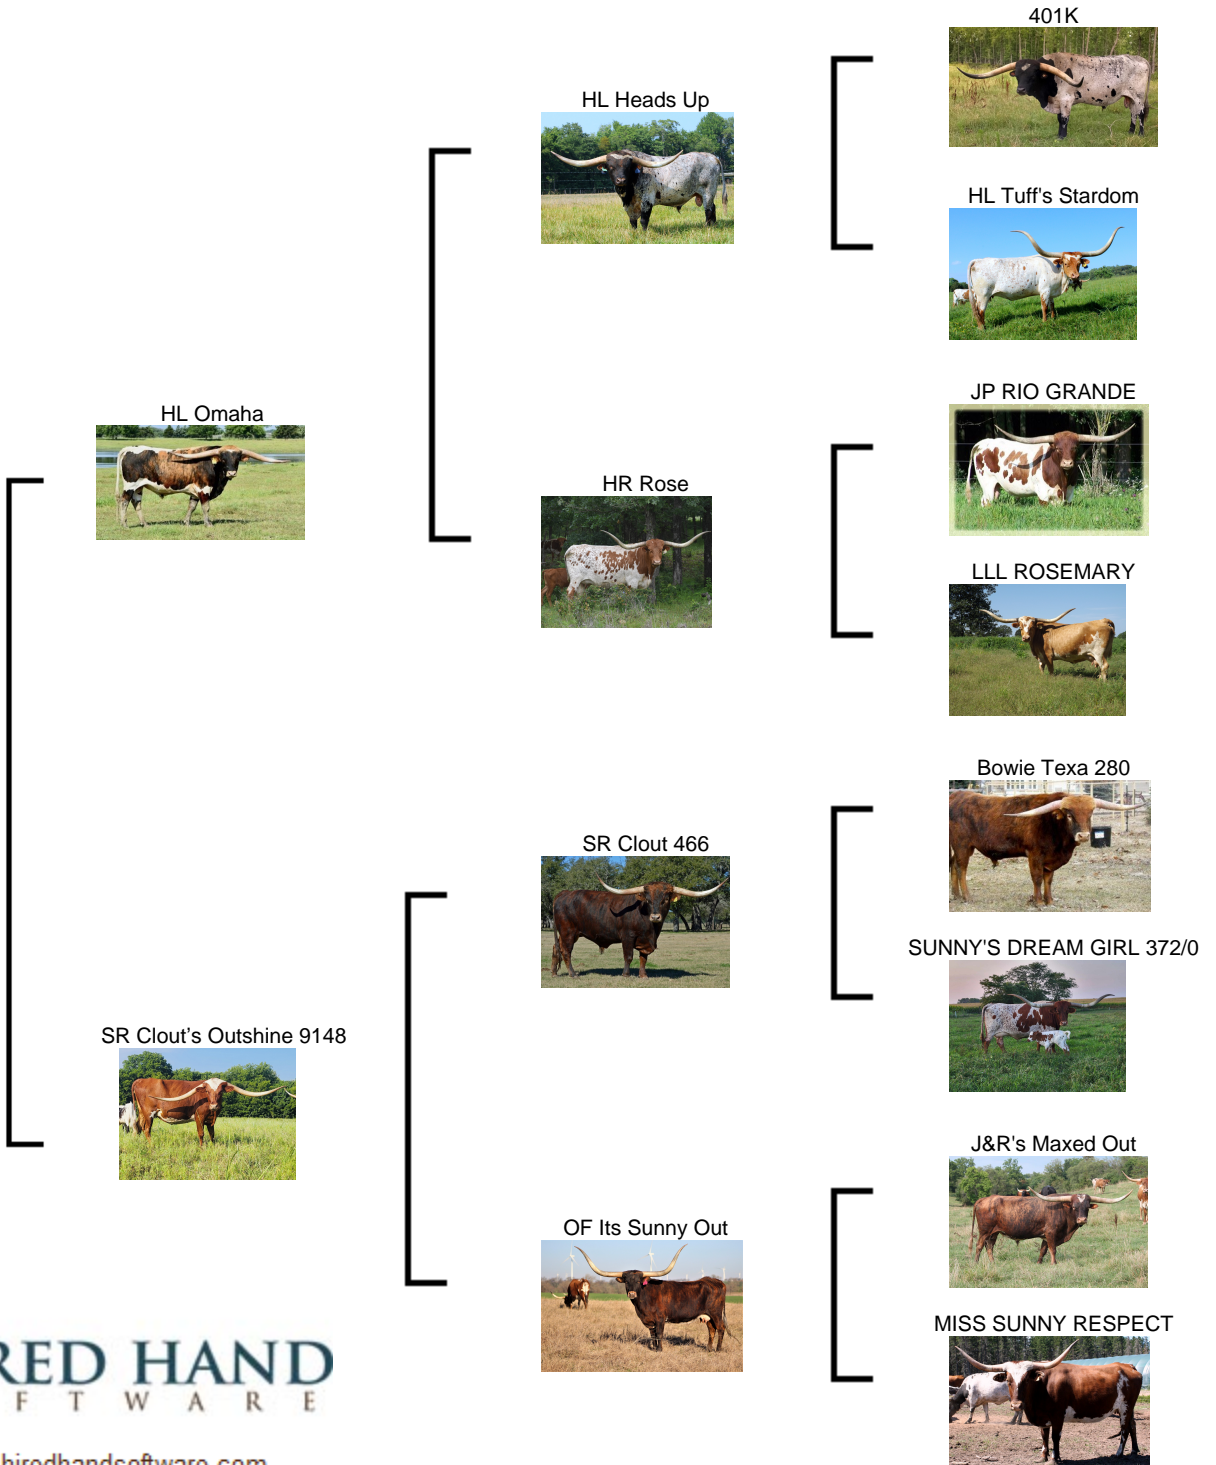 401K
HL Heads Up
HL Tuff's Stardom
JP RIO GRANDE
HL Omaha
HR Rose
LLL ROSEMARY
Bowie Texa 280
SR Clout 466
SUNNY'S DREAM GIRL 372/0
SR Clout's Outshine 9148
J&R's Maxed Out
OF Its Sunny Out
MISS SUNNY RESPECT
RED HAND
F T W A R E
hiredhandsoftware.com